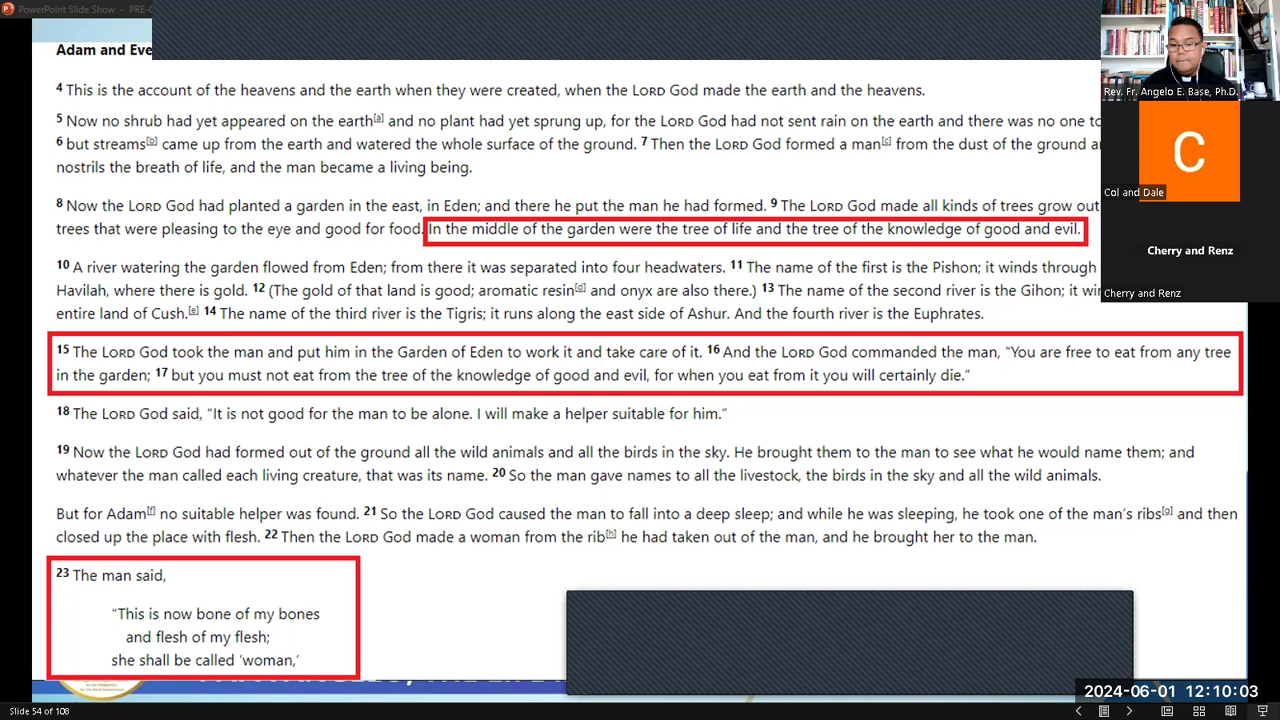 PowerPoint Slide Show - PRE-C
Adam and Eve
4 This is the account of the heavens and the earth when they were created, when the LORD God made the earth and the heavens.
5 Now no shrub had yet appeared on the earth[a] and no plant had yet sprung up, for the LORD God had not sent rain on the earth and there was no one to
6 but streams[b] came up from the earth and watered the whole surface of the ground. 7 Then the LORD God formed a man[c] from the dust of the ground
nostrils the breath of life, and the man became a living being.
8 Now the LORD God had planted a garden in the east, in Eden; and there he put the man he had formed. 9 The LORD God made all kinds of trees grow out
trees that were pleasing to the eye and good for food. In the middle of the garden were the tree of life and the tree of the knowledge of good and evil.
10 A river watering the garden flowed from Eden; from there it was separated into four headwaters. 11 The name of the first is the Pishon; it winds through
Havilah, where there is gold. 12 (The gold of that land is good; aromatic resin[d] and onyx are also there.) 13 The name of the second river is the Gihon; it
entire land of Cush.[e] 14 The name of the third river is the Tigris; it runs along the east side of Ashur. And the fourth river is the Euphrates.
15 The LORD God took the man and put him in the Garden of Eden to work it and take care of it. 16 And the LORD God commanded the man, “You are free to eat from any tree
in the garden; 17 but you must not eat from the tree of the knowledge of good and evil, for when you eat from it you will certainly die.”
18 The LORD God said, “It is not good for the man to be alone. I will make a helper suitable for him.”
19 Now the LORD God had formed out of the ground all the wild animals and all the birds in the sky. He brought them to the man to see what he would name them; and
whatever the man called each living creature, that was its name. 20 So the man gave names to all the livestock, the birds in the sky and all the wild animals.
But for Adam[f] no suitable helper was found. 21 So the LORD God caused the man to fall into a deep sleep; and while he was sleeping, he took one of the man’s ribs[g] and then
closed up the place with flesh. 22 Then the LORD God made a woman from the rib[h] he had taken out of the man, and he brought her to the man.
23 The man said,
“This is now bone of my bones
and flesh of my flesh;
she shall be called ‘woman,’
Rev. Fr. Angelo E. Base, Ph.D.
C
Col and Dale
Cherry and Renz
Cherry and Renz
2024-06-01 12:10:03
Slide 54 of 108